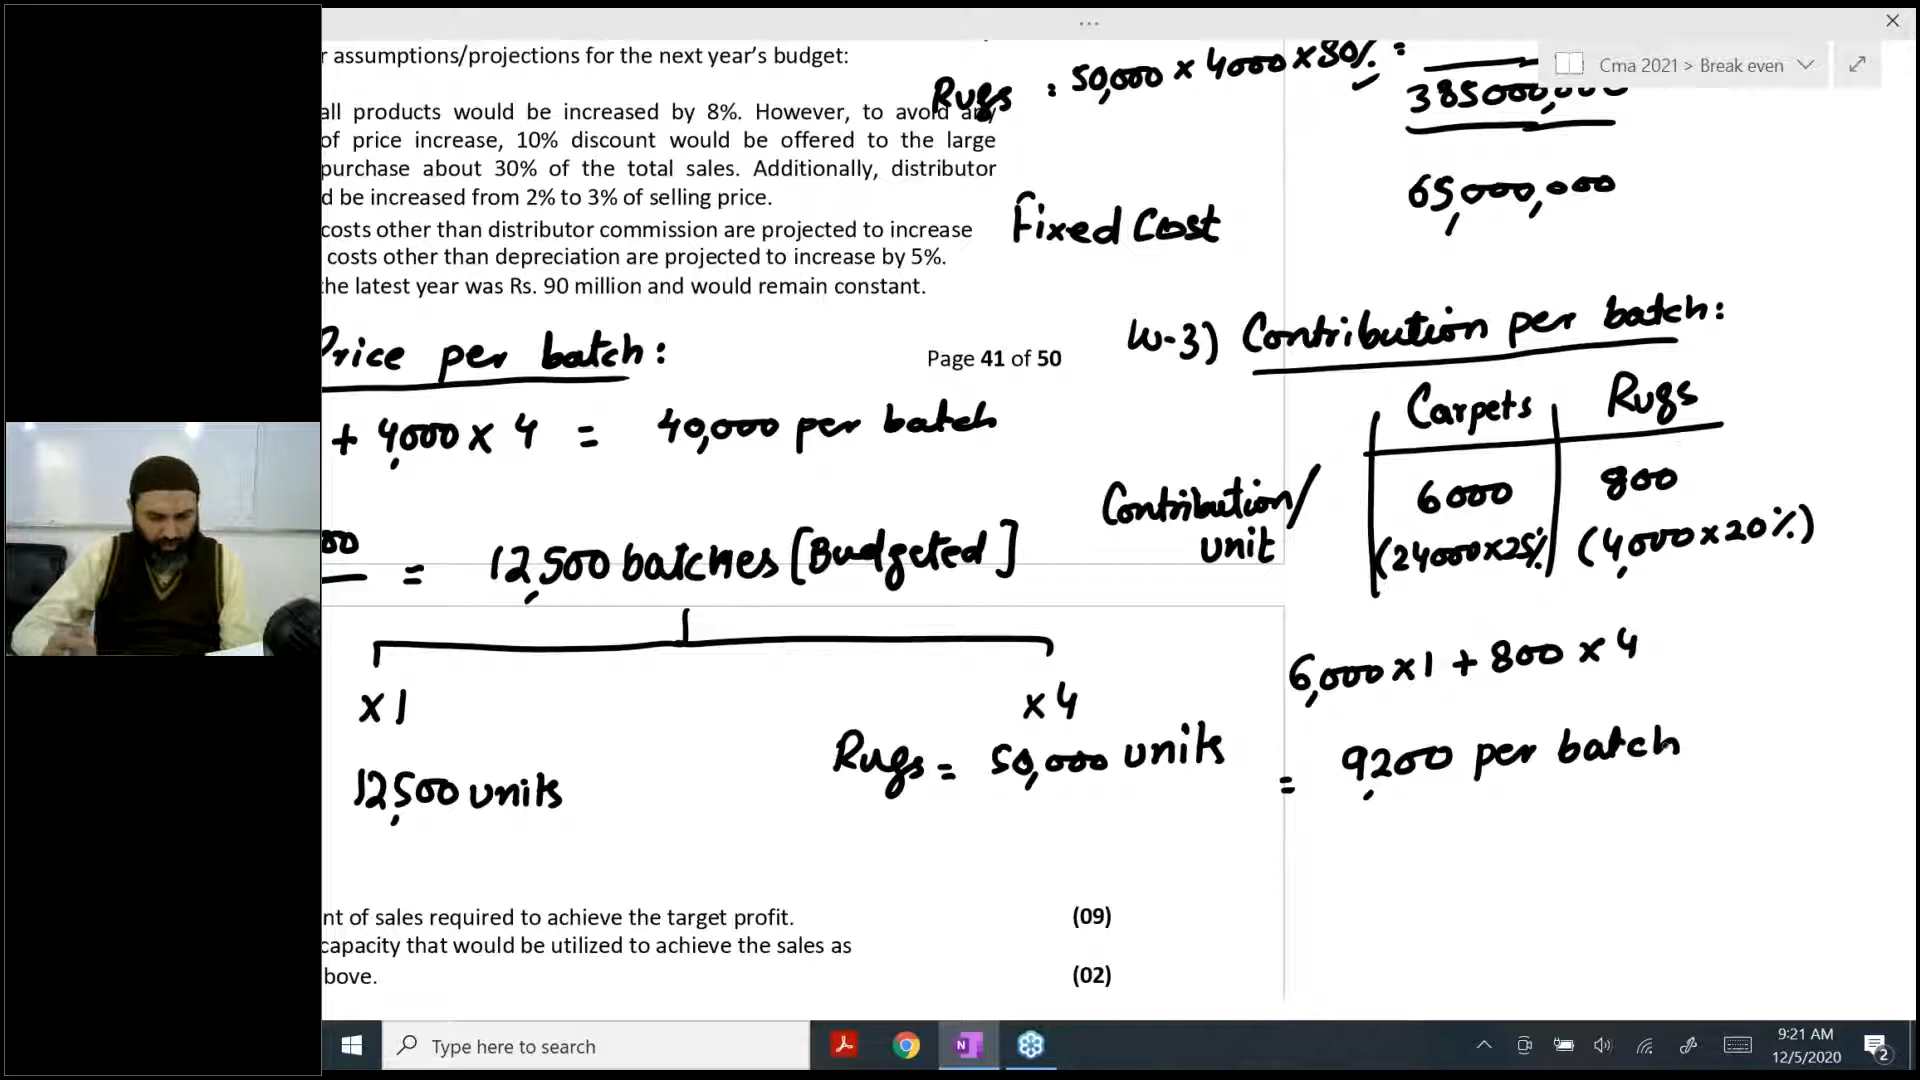 r assumptions/projections for the next year's budget:
all products would be increased by 8%. However, to avoid any
of price increase, 10% discount would be offered to the large
purchase about 30% of the total sales. Additionally, distributor
d be increased from 2% to 3% of selling price.
costs other than distributor commission are projected to increase
costs other than depreciation are projected to increase by 5%.
the latest year was Rs. 90 million and would remain constant.
Page 41 of 50
Price per batch:
+ 4,000 x 4 = 40,000 per batch
00 = 12,500 batches [Budgeted]
x 1
x 4
12,500 units
Rugs = 50,000 units
nt of sales required to achieve the target profit. (09)
capacity that would be utilized to achieve the sales as
bove. (02)
Rugs : 50,000 x 4000 x 80% =
385000,000
65,000,000
Fixed Cost
W-3) Contribution per batch:
Carpets Rugs
Contribution/ unit
6000 800
(24000x25%) (4,000x20%)
6,000 x 1 + 800 x 4
= 9,200 per batch
Cma 2021 > Break even
Type here to search
9:21 AM
12/5/2020
2